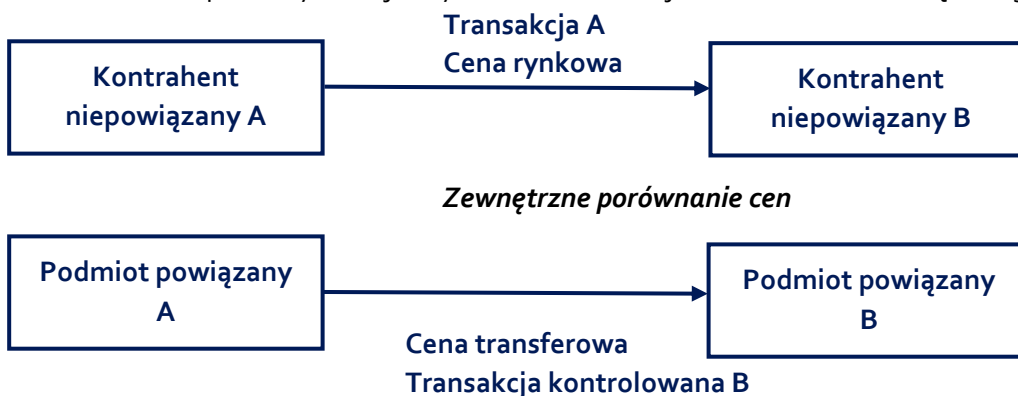 Transakcja A
Cena rynkowa
Kontrahent
niepowiązany A
Kontrahent
niepowiązany B
Zewnętrzne porównanie cen
Podmiot powiązany
A
Podmiot powiązany
B
Cena transferowa
Transakcja kontrolowana B